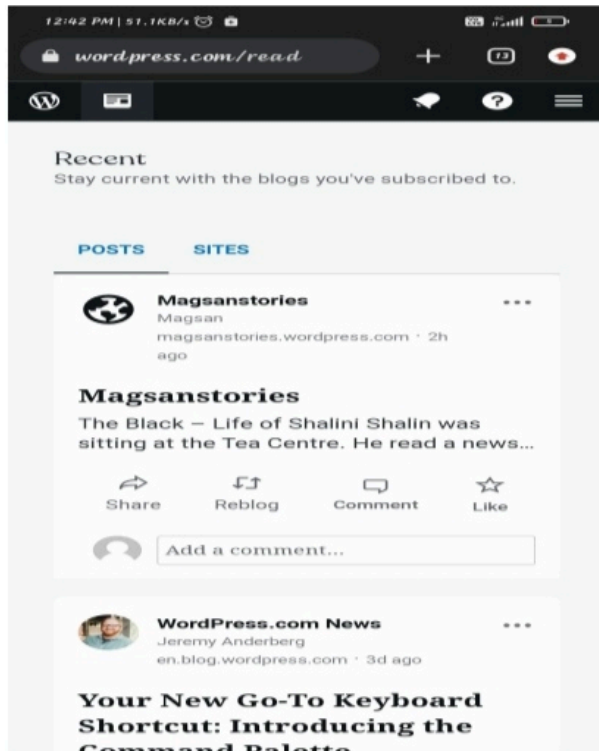 12:42 PM | 51.1KB/s
wordpress.com/read
13
?
Recent
Stay current with the blogs you've subscribed to.
POSTS SITES
Magsanstories
Magsan
magsanstories.wordpress.com · 2h
ago
Magsanstories
The Black – Life of Shalini Shalin was
sitting at the Tea Centre. He read a news...
Share Reblog Comment Like
Add a comment...
WordPress.com News
Jeremy Anderberg
en.blog.wordpress.com · 3d ago
Your New Go-To Keyboard
Shortcut: Introducing the
Command Palette